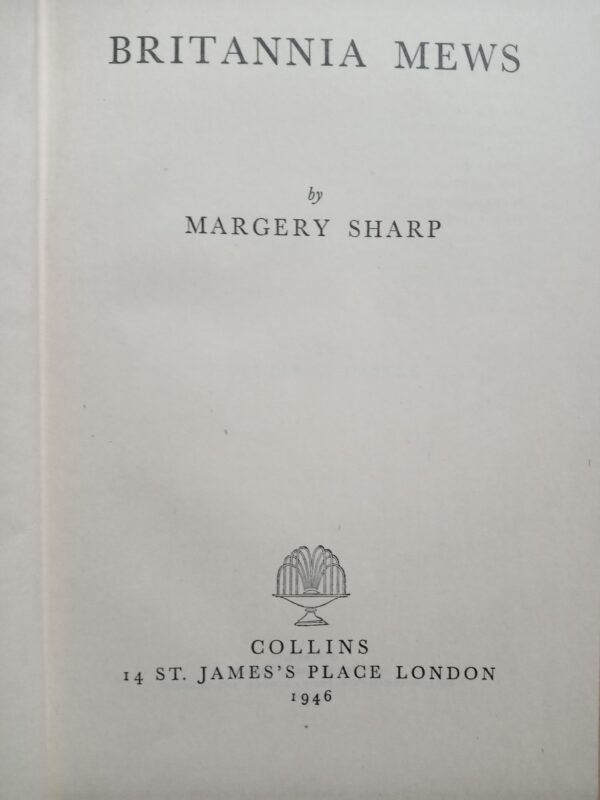 BRITANNIA MEWS
by
MARGERY SHARP
COLLINS
14 ST. JAMES'S PLACE LONDON
1946